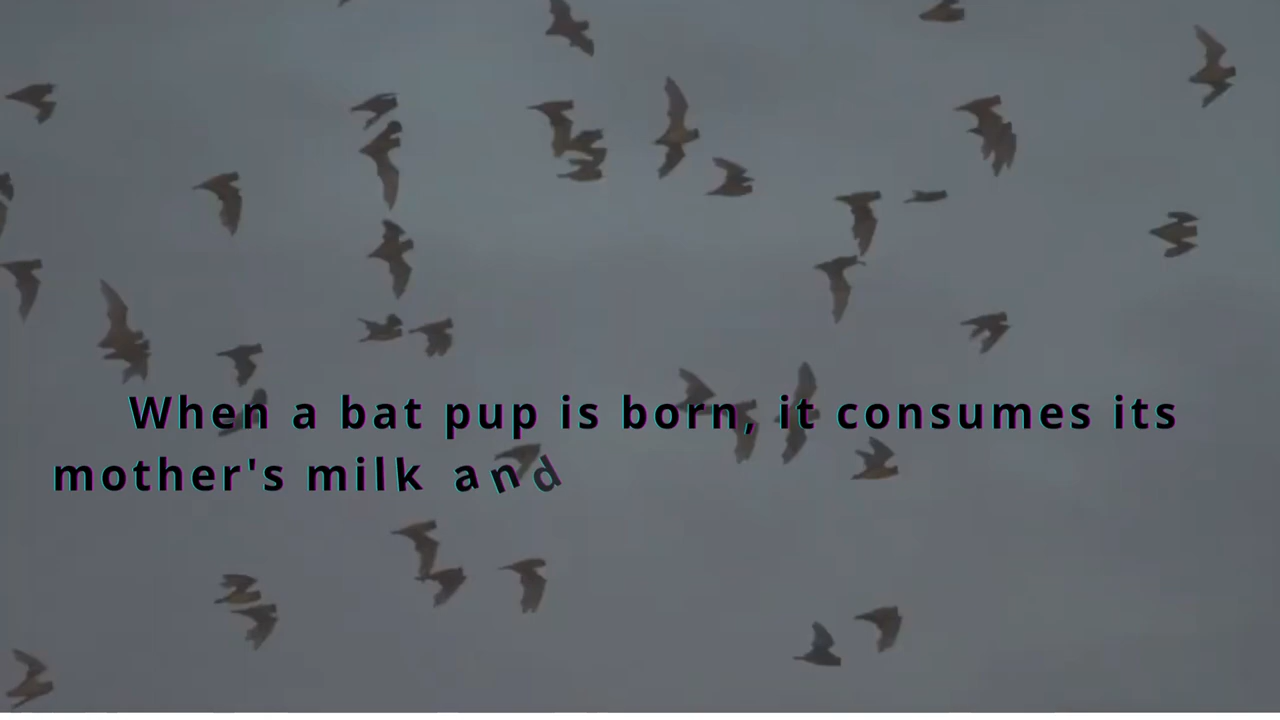 When a bat pup is born, it consumes its
mother's milk and